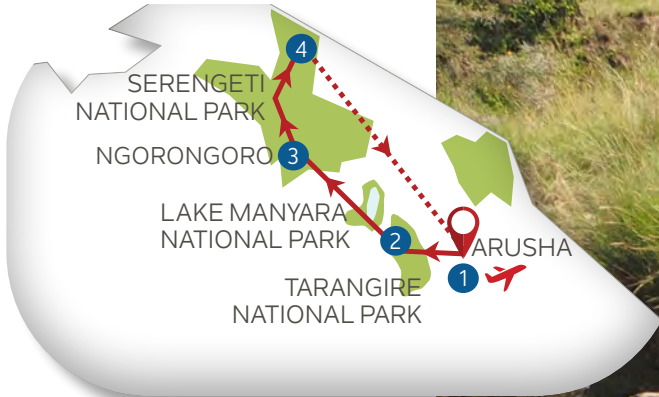 4
SERENGETI
NATIONAL PARK
NGORONGORO
3
LAKE MANYARA
NATIONAL PARK
2
ARUSHA
1
TARANGIRE
NATIONAL PARK